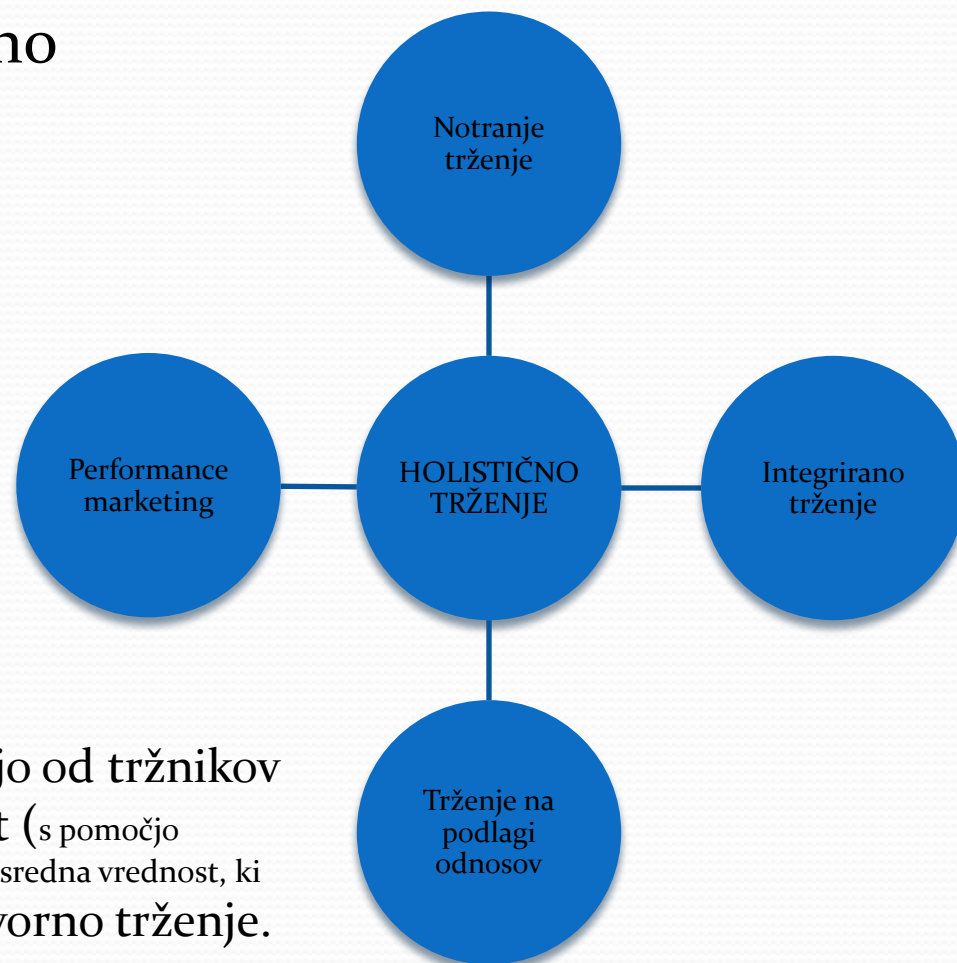 no
Notranje
trženje
Performance
marketing
HOLISTIČNO
TRŽENJE
Integrirano
trženje
Trženje na
podlagi
odnosov
jo od tržnikov
t (s pomočjo
sredna vrednost, ki
vorno trženje.